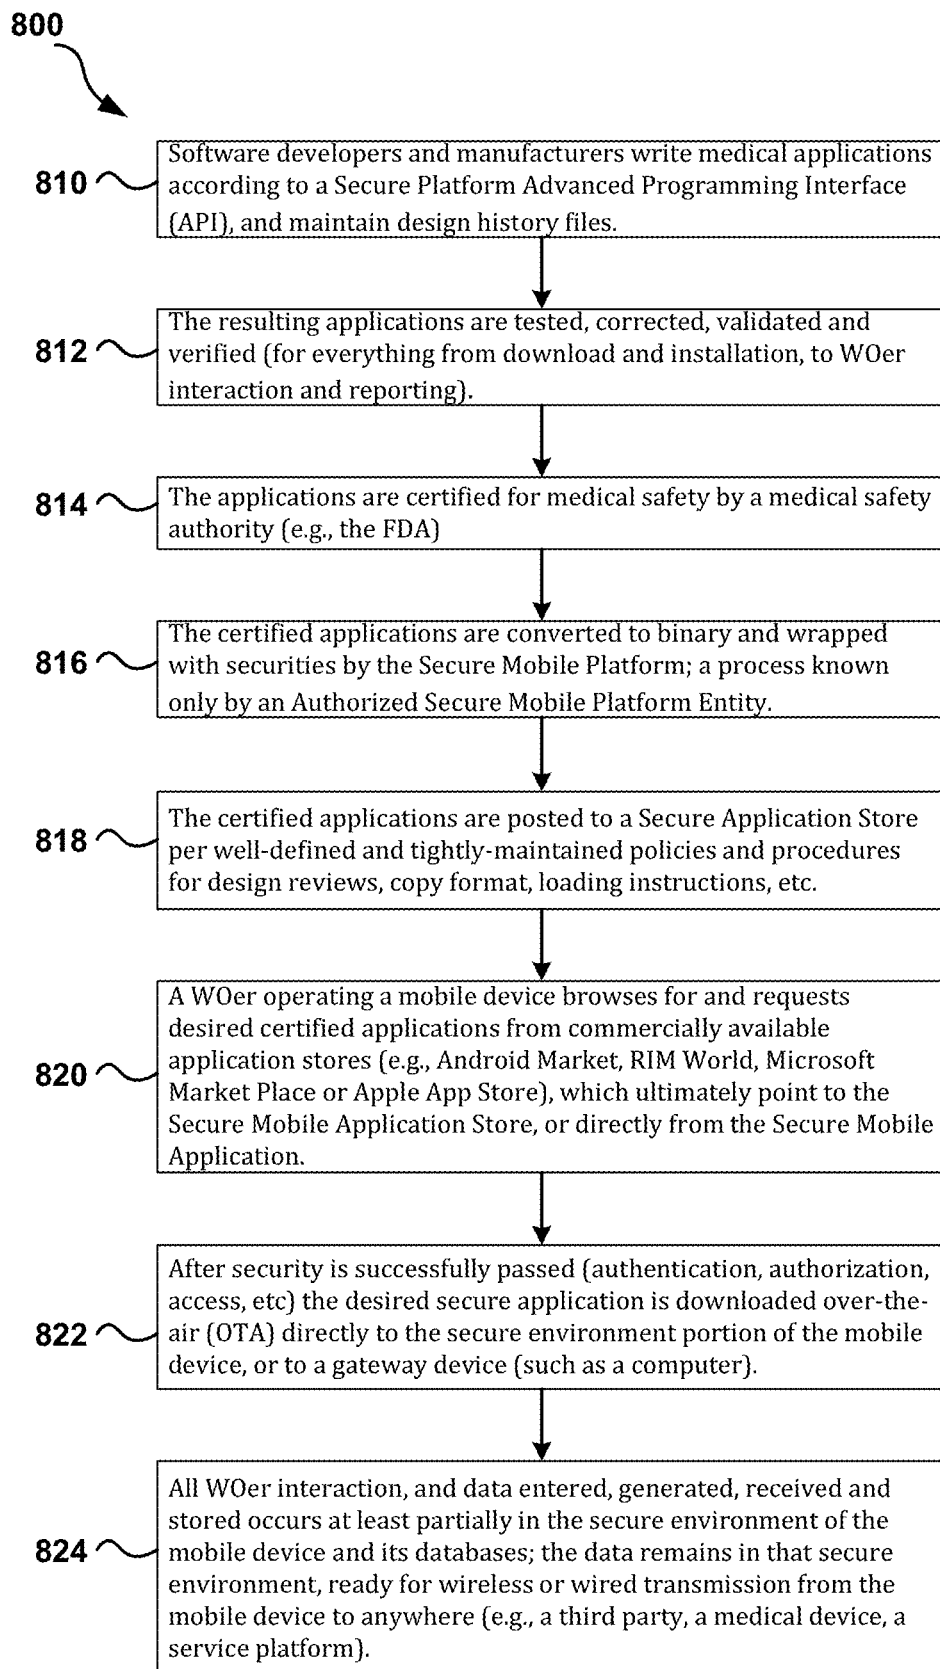 800
810
Software developers and manufacturers write medical applications
according to a Secure Platform Advanced Programming Interface
(API), and maintain design history files.
812
The resulting applications are tested, corrected, validated and
verified (for everything from download and installation, to WOer
interaction and reporting).
814
The applications are certified for medical safety by a medical safety
authority (e.g., the FDA)
816
The certified applications are converted to binary and wrapped
with securities by the Secure Mobile Platform; a process known
only by an Authorized Secure Mobile Platform Entity.
818
The certified applications are posted to a Secure Application Store
per well-defined and tightly-maintained policies and procedures
for design reviews, copy format, loading instructions, etc.
820
A WOer operating a mobile device browses for and requests
desired certified applications from commercially available
application stores (e.g., Android Market, RIM World, Microsoft
Market Place or Apple App Store), which ultimately point to the
Secure Mobile Application Store, or directly from the Secure Mobile
Application.
822
After security is successfully passed (authentication, authorization,
access, etc) the desired secure application is downloaded over-the-
air (OTA) directly to the secure environment portion of the mobile
device, or to a gateway device (such as a computer).
824
All WOer interaction, and data entered, generated, received and
stored occurs at least partially in the secure environment of the
mobile device and its databases; the data remains in that secure
environment, ready for wireless or wired transmission from the
mobile device to anywhere (e.g., a third party, a medical device, a
service platform).